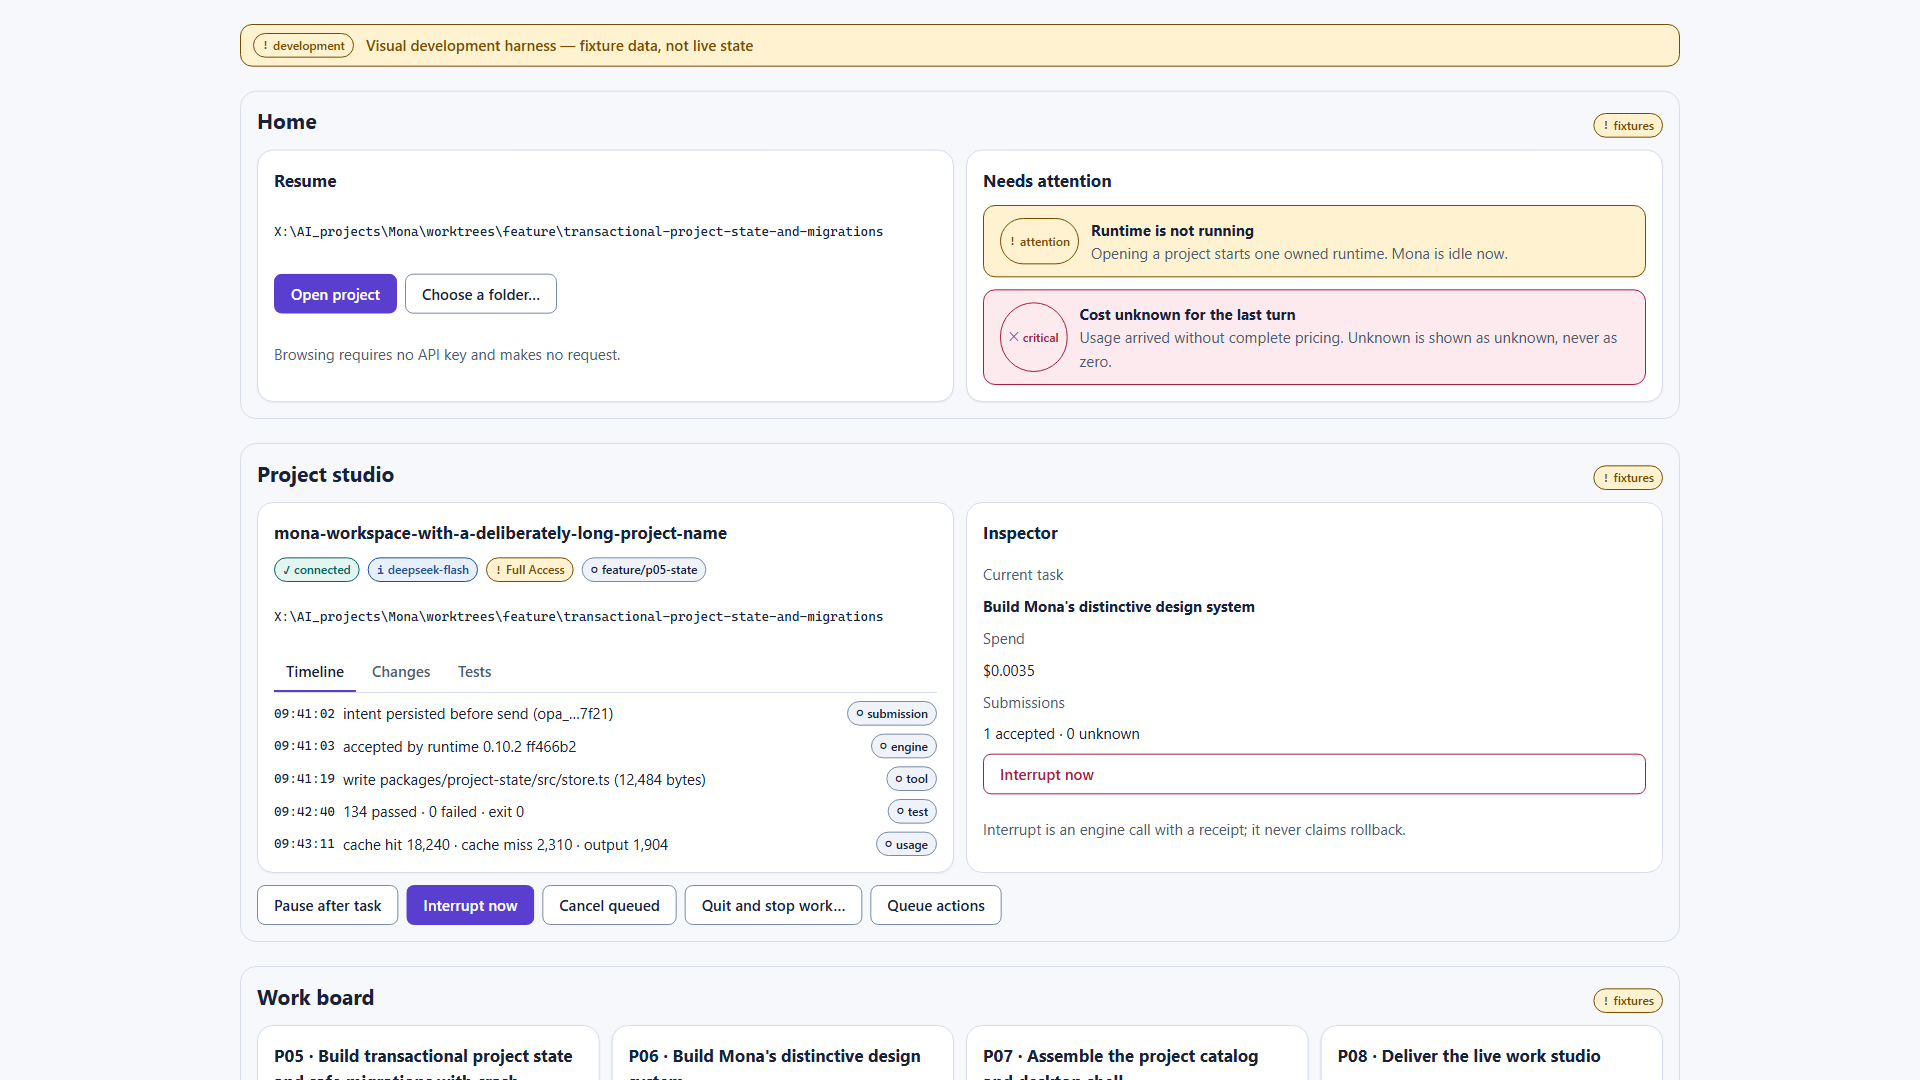 ! development Visual development harness — fixture data, not live state
Home
! fixtures
Resume
X:\AI_projects\Mona\worktrees\feature\transactional-project-state-and-migrations
Open project
Choose a folder...
Browsing requires no API key and makes no request.
Needs attention
! attention
Runtime is not running
Opening a project starts one owned runtime. Mona is idle now.
× critical
Cost unknown for the last turn
Usage arrived without complete pricing. Unknown is shown as unknown, never as
zero.
Project studio
! fixtures
mona-workspace-with-a-deliberately-long-project-name
✓ connected
i deepseek-flash
! Full Access
feature/p05-state
X:\AI_projects\Mona\worktrees\feature\transactional-project-state-and-migrations
Timeline
Changes
Tests
09:41:02 intent persisted before send (opa_...7f21) submission
09:41:03 accepted by runtime 0.10.2 ff466b2 engine
09:41:19 write packages/project-state/src/store.ts (12,484 bytes) tool
09:42:40 134 passed · 0 failed · exit 0 test
09:43:11 cache hit 18,240 · cache miss 2,310 · output 1,904 usage
Inspector
Current task
Build Mona's distinctive design system
Spend
$0.0035
Submissions
1 accepted · 0 unknown
Interrupt now
Interrupt is an engine call with a receipt; it never claims rollback.
Pause after task
Interrupt now
Cancel queued
Quit and stop work...
Queue actions
Work board
! fixtures
P05 · Build transactional project state
and safe migrations with crash
P06 · Build Mona's distinctive design
system
P07 · Assemble the project catalog
and desktop shell
P08 · Deliver the live work studio